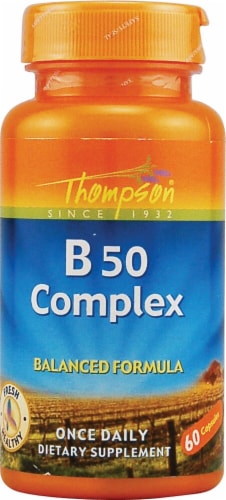 Thompson
SINCE 1932
B 50
Complex
BALANCED FORMULA
FRESH
HEALTHY
60 Capsules
ONCE DAILY
DIETARY SUPPLEMENT